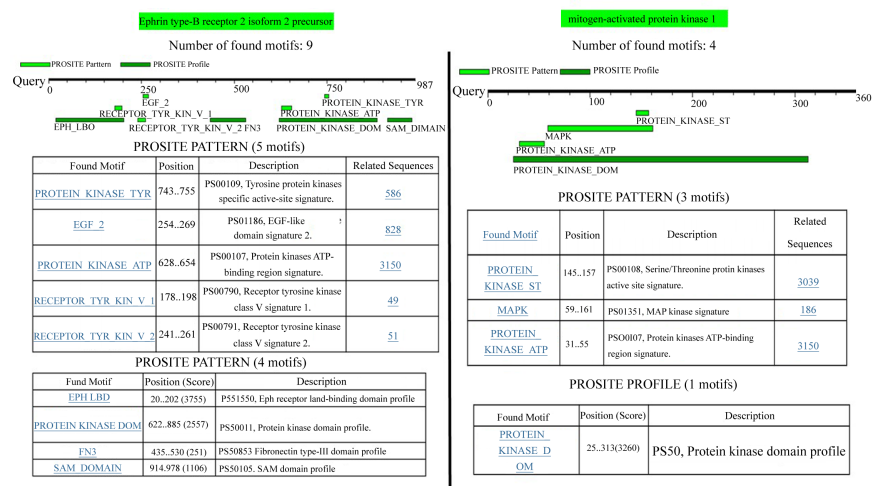 Ephrin type-B receptor 2 isoform 2 precursor
Number of found motifs: 9
PROSITE Parttern PROSITE Profile
Query 0 250 500 750 987
EGF_2 PROTEIN_KINASE_TYR
RECEPTOR_TYR_KIN_V_1 PROTEIN_KINASE_ATP
EPH_LBO RECEPTOR_TYR_KIN_V_2 FN3 PROTEIN_KINASE_DOM SAM_DIMAIN
PROSITE PATTERN (5 motifs)
Found Motif Position Description Related Sequences
PROTEIN_KINASE_TYR 743..755 PS00109, Tyrosine protein kinases
specific active-site signature. 586
EGF_2 254..269 PS01186, EGF-like
domain signature 2. 828
PROTEIN_KINASE_ATP 628..654 PS00107, Protein kinases ATP-
binding region signature. 3150
RECEPTOR_TYR_KIN_V_1 178..198 PS00790, Receptor tyrosine kinase
class V signature 1. 49
RECEPTOR_TYR_KIN_V_2 241..261 PS00791, Receptor tyrosine kinase
class V signature 2. 51
PROSITE PATTERN (4 motifs)
Fund Motif Position (Score) Description
EPH LBD 20..202 (3755) P551550, Eph receptor land-binding domain profile
PROTEIN KINASE DOM 622..885 (2557) PS50011, Protein kinase domain profile.
FN3 435..530 (251) PS50853 Fibronectin type-III domain profile
SAM_DOMAIN 914.978 (1106) PS50105. SAM domain profile
mitogen-activated protein kinase 1
Number of found motifs: 4
PROSITE Pattern PROSITE Profile
Query 0 100 200 300 360
PROTEIN_KINASE_ST
MAPK
PROTEIN_KINASE_ATP
PROTEIN_KINASE_DOM
PROSITE PATTERN (3 motifs)
Found Motif Position Description Related
Sequences
PROTEIN_
KINASE_ST 145..157 PS00108, Serine/Threonine protin kinases
active site signature. 3039
MAPK 59..161 PS01351, MAP kinase signature 186
PROTEIN_
KINASE_ATP 31..55 PSO0I07, Protein kinases ATP-binding
region signature. 3150
PROSITE PROFILE (1 motifs)
Found Motif Position (Score) Description
PROTEIN_
KINASE_D
OM 25..313(3260) PS50, Protein kinase domain profile